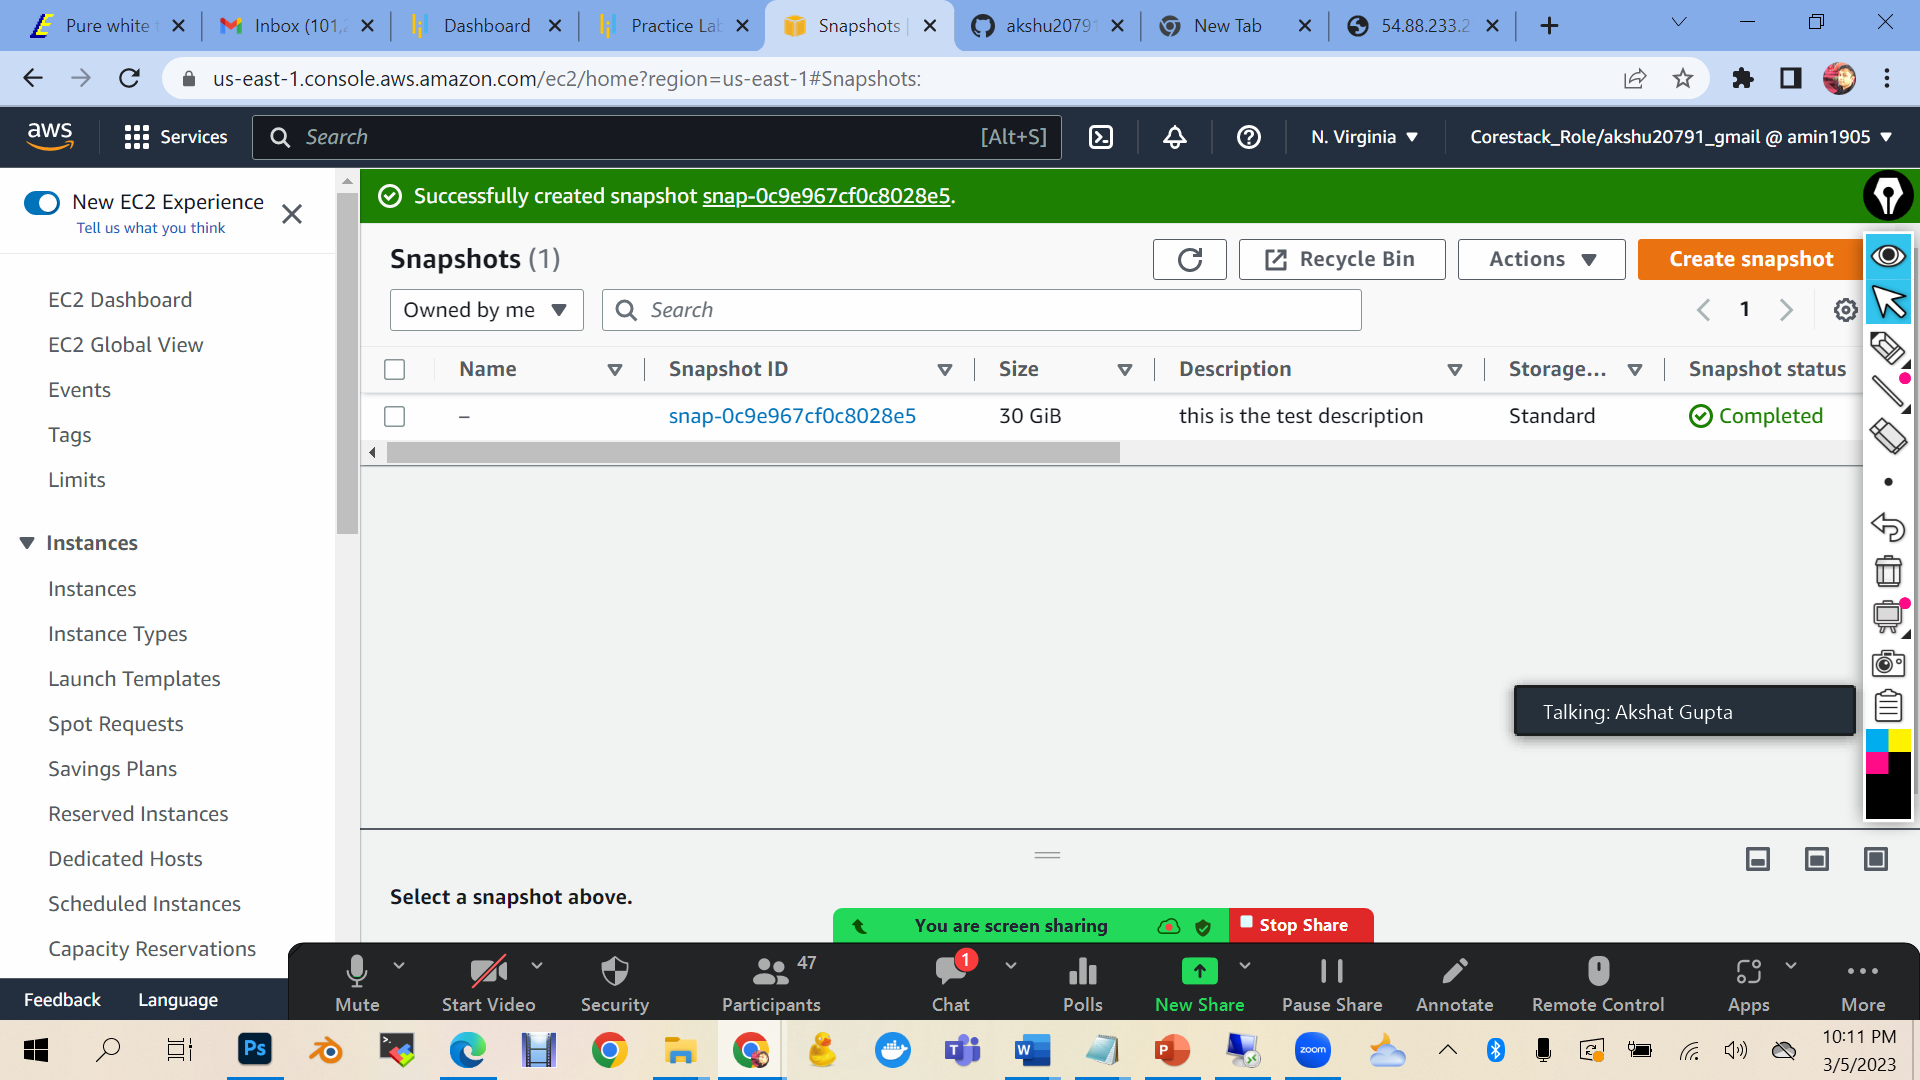 Pure white
Inbox (101,
Dashboard
Practice Lab
Snapshots |
akshu20791
New Tab
54.88.233.2
us-east-1.console.aws.amazon.com/ec2/home?region=us-east-1#Snapshots:
aws
Services
Search
[Alt+S]
N. Virginia
Corestack_Role/akshu20791_gmail @ amin1905
New EC2 Experience
Tell us what you think
Successfully created snapshot snap-0c9e967cf0c8028e5.
EC2 Dashboard
EC2 Global View
Events
Tags
Limits
Instances
Instances
Instance Types
Launch Templates
Spot Requests
Savings Plans
Reserved Instances
Dedicated Hosts
Scheduled Instances
Capacity Reservations
Snapshots (1)
Recycle Bin
Actions
Create snapshot
Owned by me
Search
1
Name
Snapshot ID
Size
Description
Storage...
Snapshot status
–
snap-0c9e967cf0c8028e5
30 GiB
this is the test description
Standard
Completed
Talking: Akshat Gupta
Select a snapshot above.
You are screen sharing
Stop Share
Feedback
Language
Mute
Start Video
Security
Participants
47
Chat
1
Polls
New Share
Pause Share
Annotate
Remote Control
Apps
More
Ps
W
P
zoom
10:11 PM
3/5/2023